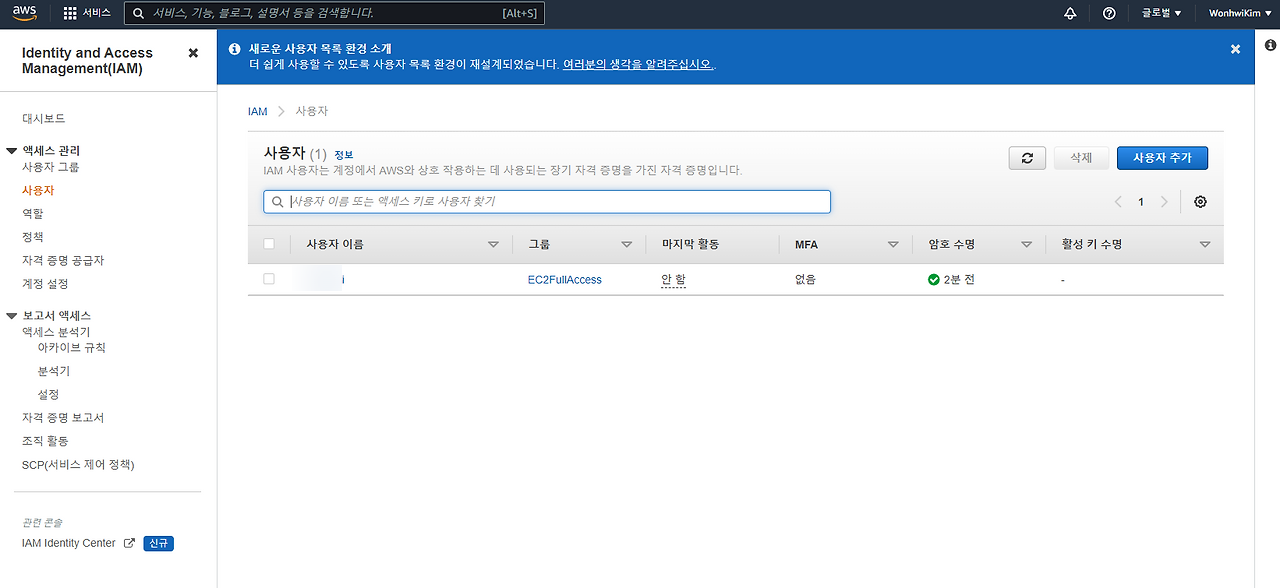 aws
서비스
서비스, 기능, 블로그, 설명서 등을 검색합니다.
[Alt+S]
글로벌
WonhwiKim
Identity and Access
Management(IAM)
대시보드
액세스 관리
사용자 그룹
사용자
역할
정책
자격 증명 공급자
계정 설정
보고서 액세스
액세스 분석기
아카이브 규칙
분석기
설정
자격 증명 보고서
조직 활동
SCP(서비스 제어 정책)
관련 콘솔
IAM Identity Center
신규
새로운 사용자 목록 환경 소개
더 쉽게 사용할 수 있도록 사용자 목록 환경이 재설계되었습니다. 여러분의 생각을 알려주십시오..
IAM > 사용자
사용자 (1) 정보
IAM 사용자는 계정에서 AWS와 상호 작용하는 데 사용되는 장기 자격 증명을 가진 자격 증명입니다.
삭제
사용자 추가
사용자 이름 또는 액세스 키로 사용자 찾기
1
사용자 이름 그룹 마지막 활동 MFA 암호 수명 활성 키 수명
i EC2FullAccess 안 함 없음 2분 전 -